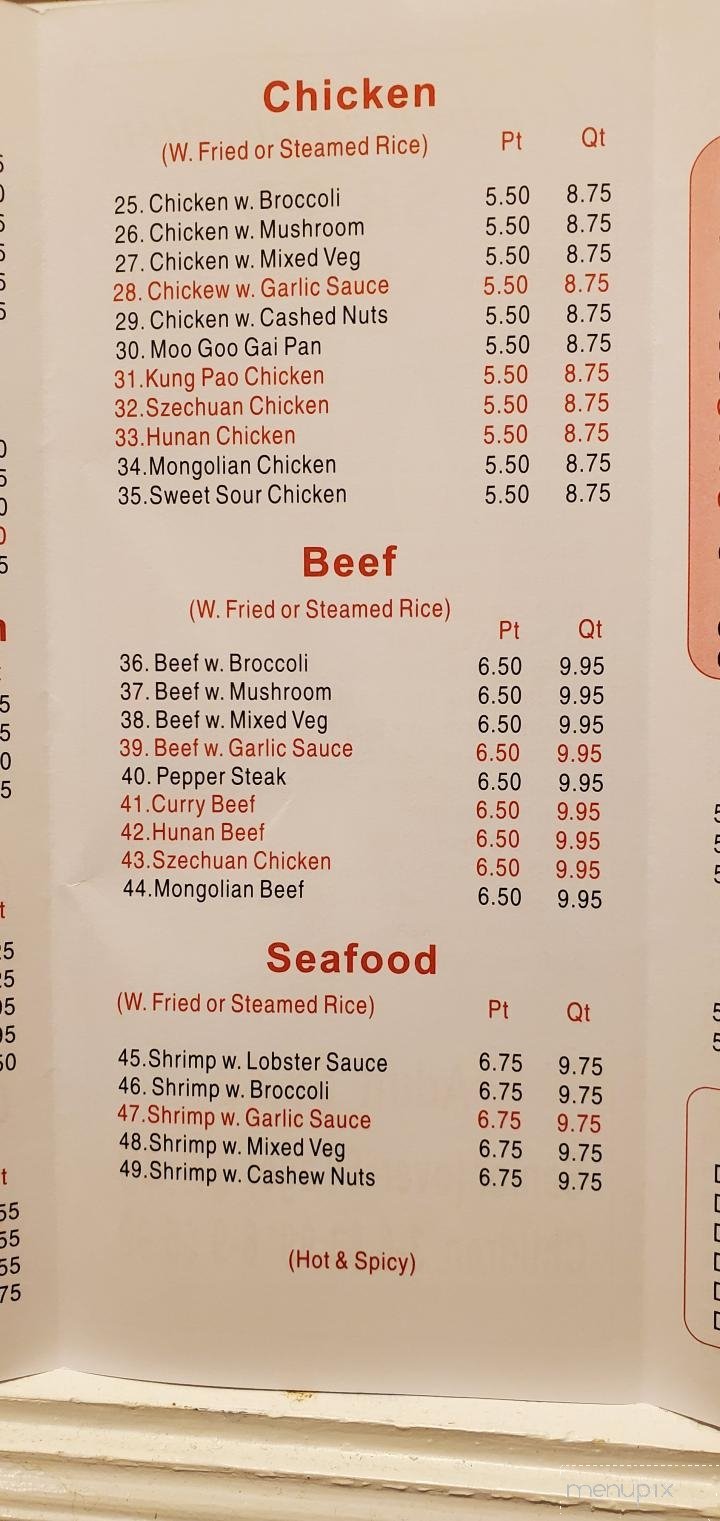 Chicken
(W. Fried or Steamed Rice) Pt Qt
25. Chicken w. Broccoli 5.50 8.75
26. Chicken w. Mushroom 5.50 8.75
27. Chicken w. Mixed Veg 5.50 8.75
28. Chickew w. Garlic Sauce 5.50 8.75
29. Chicken w. Cashed Nuts 5.50 8.75
30. Moo Goo Gai Pan 5.50 8.75
31.Kung Pao Chicken 5.50 8.75
32.Szechuan Chicken 5.50 8.75
33.Hunan Chicken 5.50 8.75
34.Mongolian Chicken 5.50 8.75
35.Sweet Sour Chicken 5.50 8.75
Beef
(W. Fried or Steamed Rice)
Pt Qt
36. Beef w. Broccoli 6.50 9.95
37. Beef w. Mushroom 6.50 9.95
38. Beef w. Mixed Veg 6.50 9.95
39. Beef w. Garlic Sauce 6.50 9.95
40. Pepper Steak 6.50 9.95
41.Curry Beef 6.50 9.95
42.Hunan Beef 6.50 9.95
43.Szechuan Chicken 6.50 9.95
44.Mongolian Beef 6.50 9.95
Seafood
(W. Fried or Steamed Rice) Pt Qt
45.Shrimp w. Lobster Sauce 6.75 9.75
46. Shrimp w. Broccoli 6.75 9.75
47.Shrimp w. Garlic Sauce 6.75 9.75
48.Shrimp w. Mixed Veg 6.75 9.75
49.Shrimp w. Cashew Nuts 6.75 9.75
(Hot & Spicy)
menupix